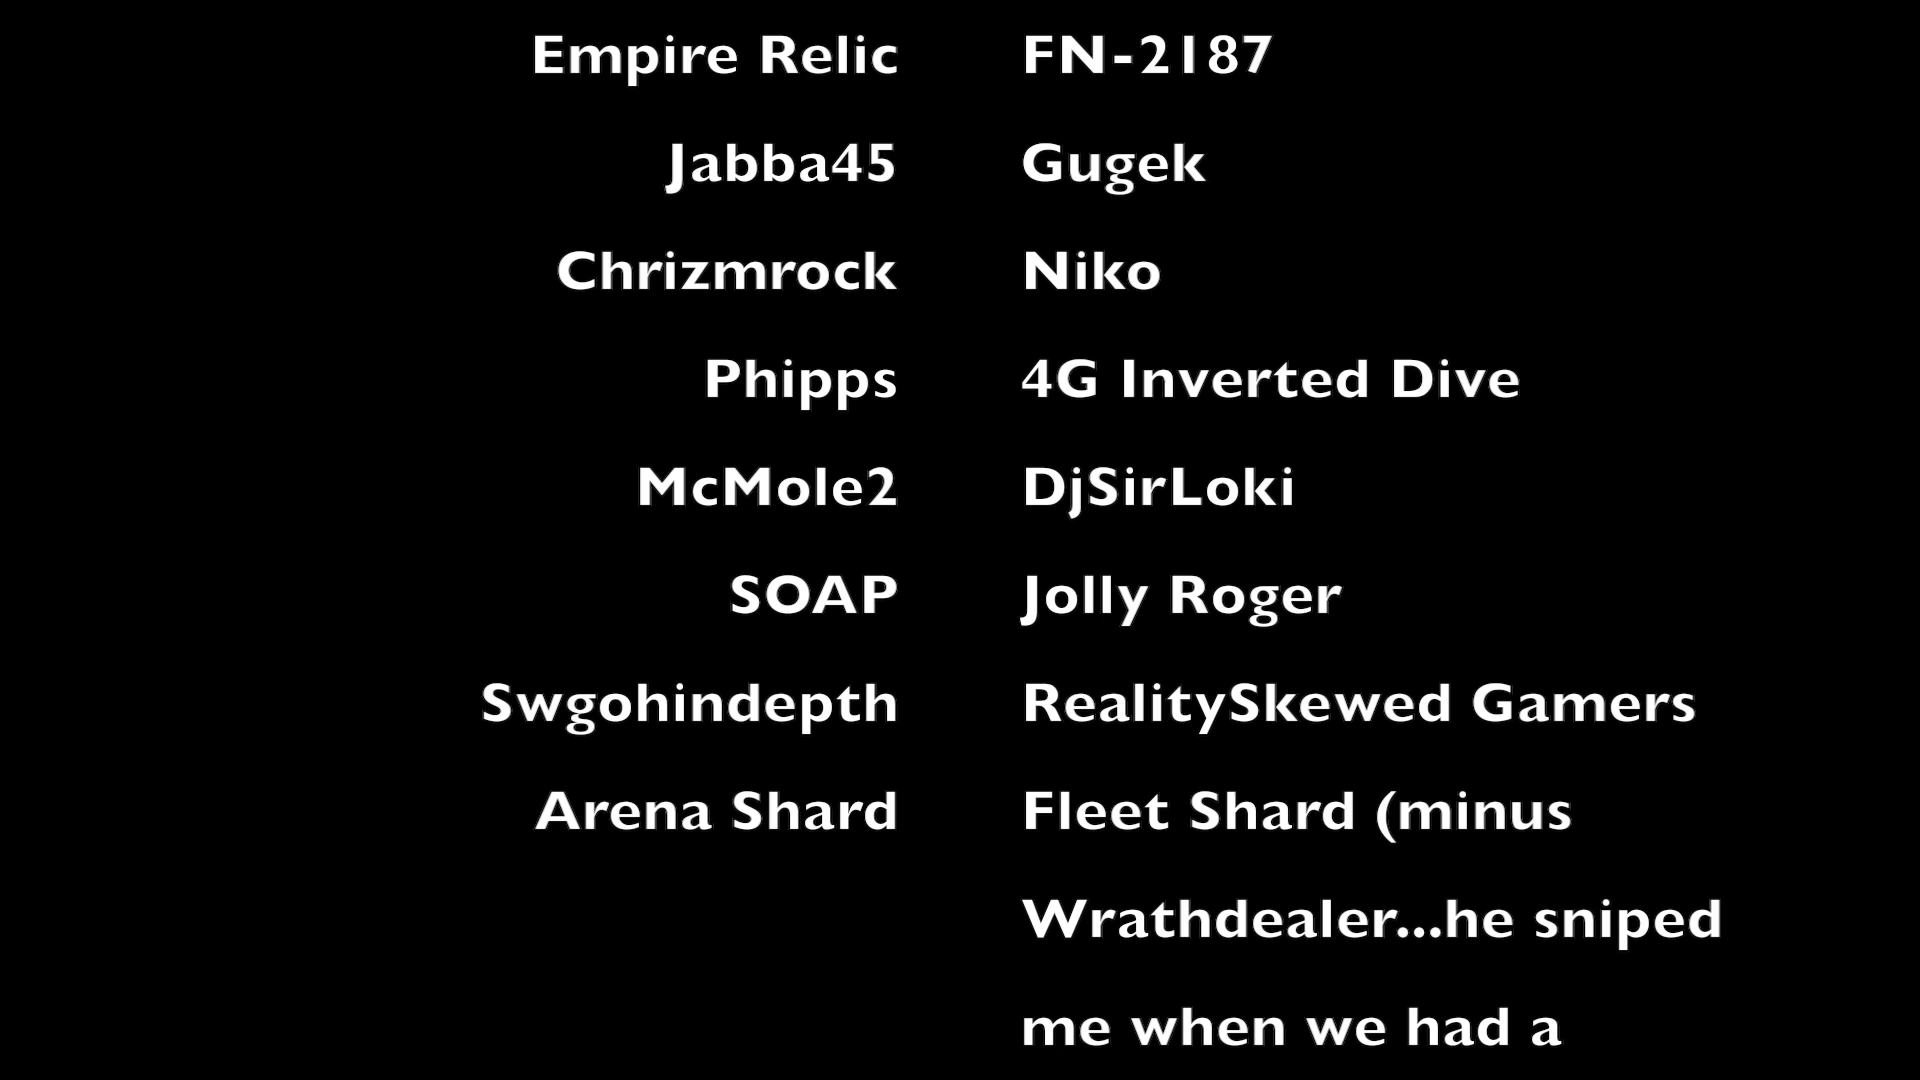 Empire Relic FN-2187
Jabba45 Gugek
Chrizmrock Niko
Phipps 4G Inverted Dive
McMole2 DjSirLoki
SOAP Jolly Roger
Swgohindepth RealitySkewed Gamers
Arena Shard Fleet Shard (minus
Wrathdealer...he sniped
me when we had a